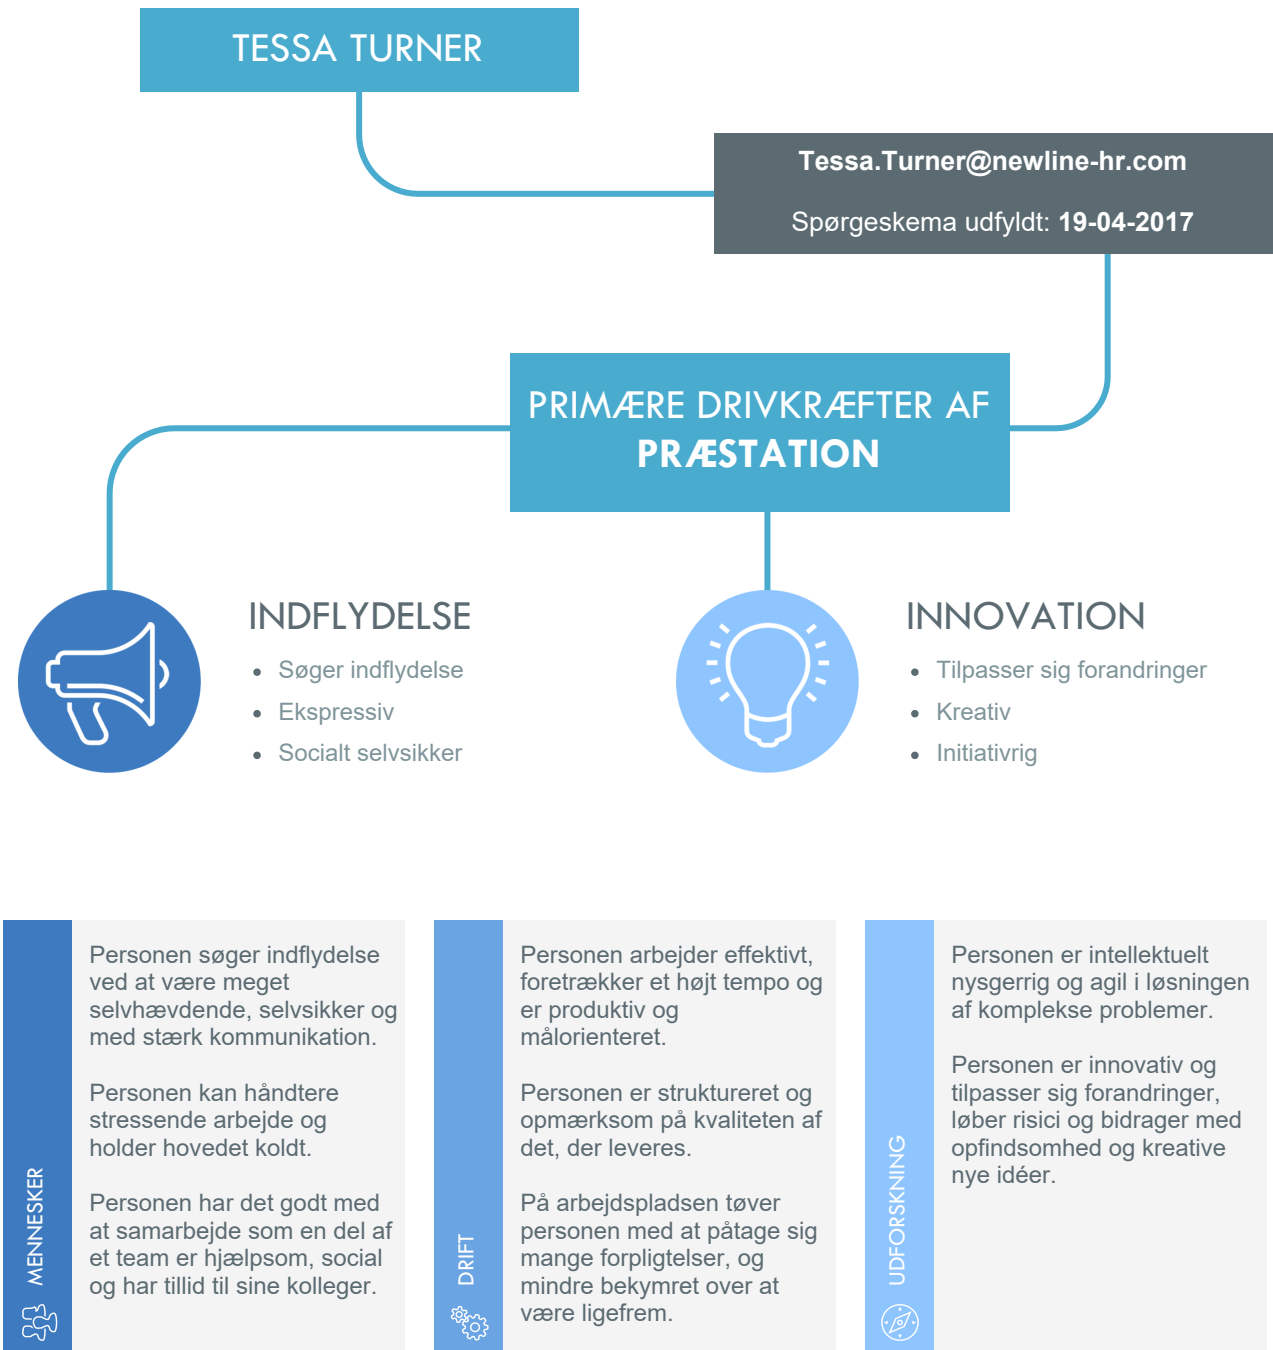 TESSA TURNER
Tessa.Turner@newline-hr.com
Spørgeskema udfyldt: 19-04-2017
PRIMÆRE DRIVKRÆFTER AF
PRÆSTATION
INDFLYDELSE
• Søger indflydelse
• Ekspressiv
• Socialt selvsikker
INNOVATION
• Tilpasser sig forandringer
• Kreativ
• Initiativrig
MENNESKER
Personen søger indflydelse
ved at være meget
selvhævdende, selvsikker og
med stærk kommunikation.
Personen kan håndtere
stressende arbejde og
holder hovedet koldt.
Personen har det godt med
at samarbejde som en del af
et team er hjælpsom, social
og har tillid til sine kolleger.
DRIFT
Personen arbejder effektivt,
foretrækker et højt tempo og
er produktiv og
målorienteret.
Personen er struktureret og
opmærksom på kvaliteten af
det, der leveres.
På arbejdspladsen tøver
personen med at påtage sig
mange forpligtelser, og
mindre bekymret over at
være ligefrem.
UDFORSKNING
Personen er intellektuelt
nysgerrig og agil i løsningen
af komplekse problemer.
Personen er innovativ og
tilpasser sig forandringer,
løber risici og bidrager med
opfindsomhed og kreative
nye idéer.